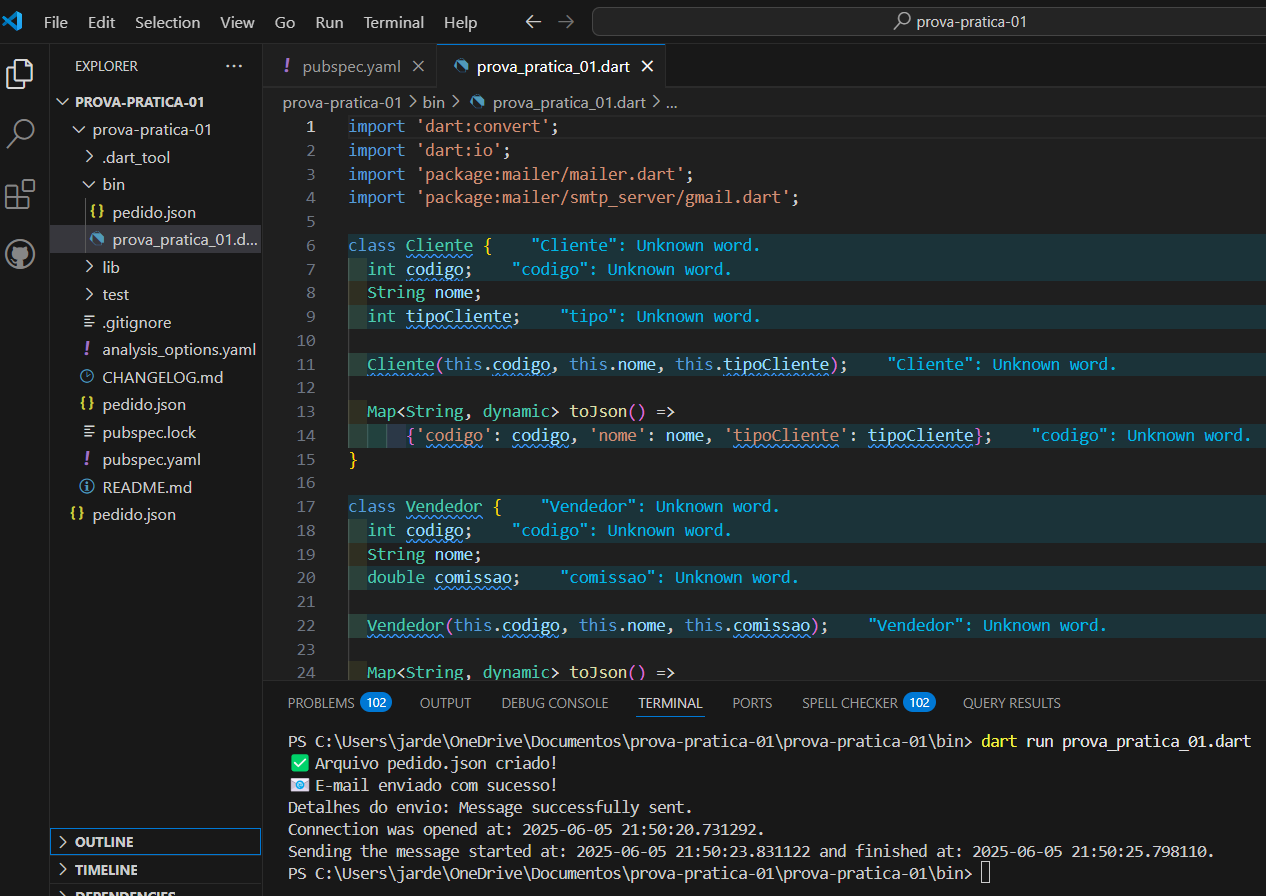 File Edit Selection View Go Run Terminal Help prova-pratica-01
EXPLORER ...
PROVA-PRATICA-01
prova-pratica-01
.dart_tool
bin
{} pedido.json
prova_pratica_01.d...
lib
test
.gitignore
! analysis_options.yaml
CHANGELOG.md
{} pedido.json
pubspec.lock
! pubspec.yaml
README.md
{} pedido.json
OUTLINE
TIMELINE
DEPENDENCIES
! pubspec.yaml prova_pratica_01.dart
prova-pratica-01 > bin > prova_pratica_01.dart > ...
1 import 'dart:convert';
2 import 'dart:io';
3 import 'package:mailer/mailer.dart';
4 import 'package:mailer/smtp_server/gmail.dart';
5
6 class Cliente { "Cliente": Unknown word.
7 int codigo; "codigo": Unknown word.
8 String nome;
9 int tipoCliente; "tipo": Unknown word.
10
11 Cliente(this.codigo, this.nome, this.tipoCliente); "Cliente": Unknown word.
12
13 Map<String, dynamic> toJson() =>
14 {'codigo': codigo, 'nome': nome, 'tipoCliente': tipoCliente}; "codigo": Unknown word.
15 }
16
17 class Vendedor { "Vendedor": Unknown word.
18 int codigo; "codigo": Unknown word.
19 String nome;
20 double comissao; "comissao": Unknown word.
21
22 Vendedor(this.codigo, this.nome, this.comissao); "Vendedor": Unknown word.
23
24 Map<String, dynamic> toJson() =>
PROBLEMS 102 OUTPUT DEBUG CONSOLE TERMINAL PORTS SPELL CHECKER 102 QUERY RESULTS
PS C:\Users\jarde\OneDrive\Documentos\prova-pratica-01\prova-pratica-01\bin> dart run prova_pratica_01.dart
✅ Arquivo pedido.json criado!
📧 E-mail enviado com sucesso!
Detalhes do envio: Message successfully sent.
Connection was opened at: 2025-06-05 21:50:20.731292.
Sending the message started at: 2025-06-05 21:50:23.831122 and finished at: 2025-06-05 21:50:25.798110.
PS C:\Users\jarde\OneDrive\Documentos\prova-pratica-01\prova-pratica-01\bin>